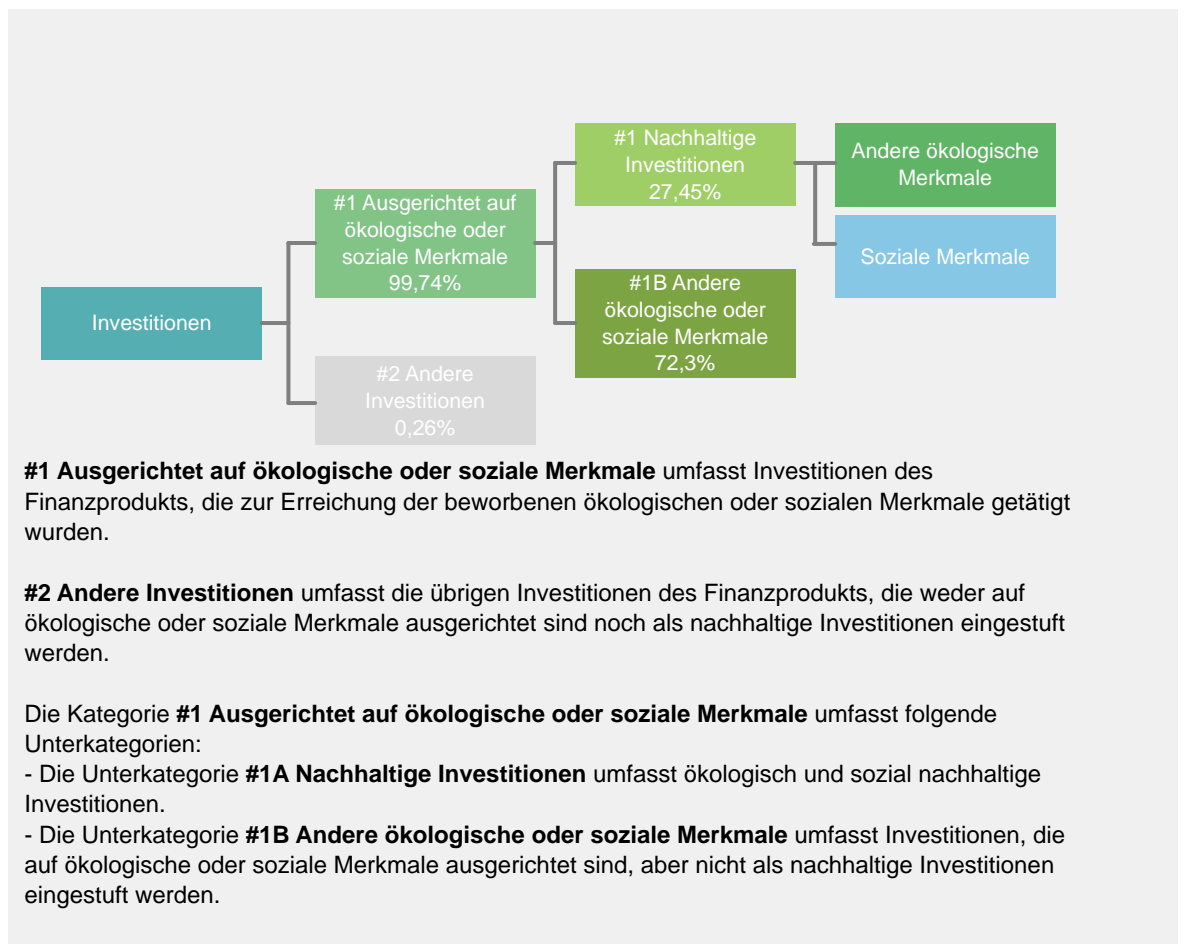 #1 Nachhaltige
Investitionen
27,45%
Andere ökologische
Merkmale
#1 Ausgerichtet auf
ökologische oder
soziale Merkmale
99,74%
Soziale Merkmale
#1B Andere
ökologische oder
soziale Merkmale
72,3%
Investitionen
#2 Andere
Investitionen
0,26%
#1 Ausgerichtet auf ökologische oder soziale Merkmale umfasst Investitionen des
Finanzprodukts, die zur Erreichung der beworbenen ökologischen oder sozialen Merkmale getätigt
wurden.
#2 Andere Investitionen umfasst die übrigen Investitionen des Finanzprodukts, die weder auf
ökologische oder soziale Merkmale ausgerichtet sind noch als nachhaltige Investitionen eingestuft
werden.
Die Kategorie #1 Ausgerichtet auf ökologische oder soziale Merkmale umfasst folgende
Unterkategorien:
- Die Unterkategorie #1A Nachhaltige Investitionen umfasst ökologisch und sozial nachhaltige
Investitionen.
- Die Unterkategorie #1B Andere ökologische oder soziale Merkmale umfasst Investitionen, die
auf ökologische oder soziale Merkmale ausgerichtet sind, aber nicht als nachhaltige Investitionen
eingestuft werden.